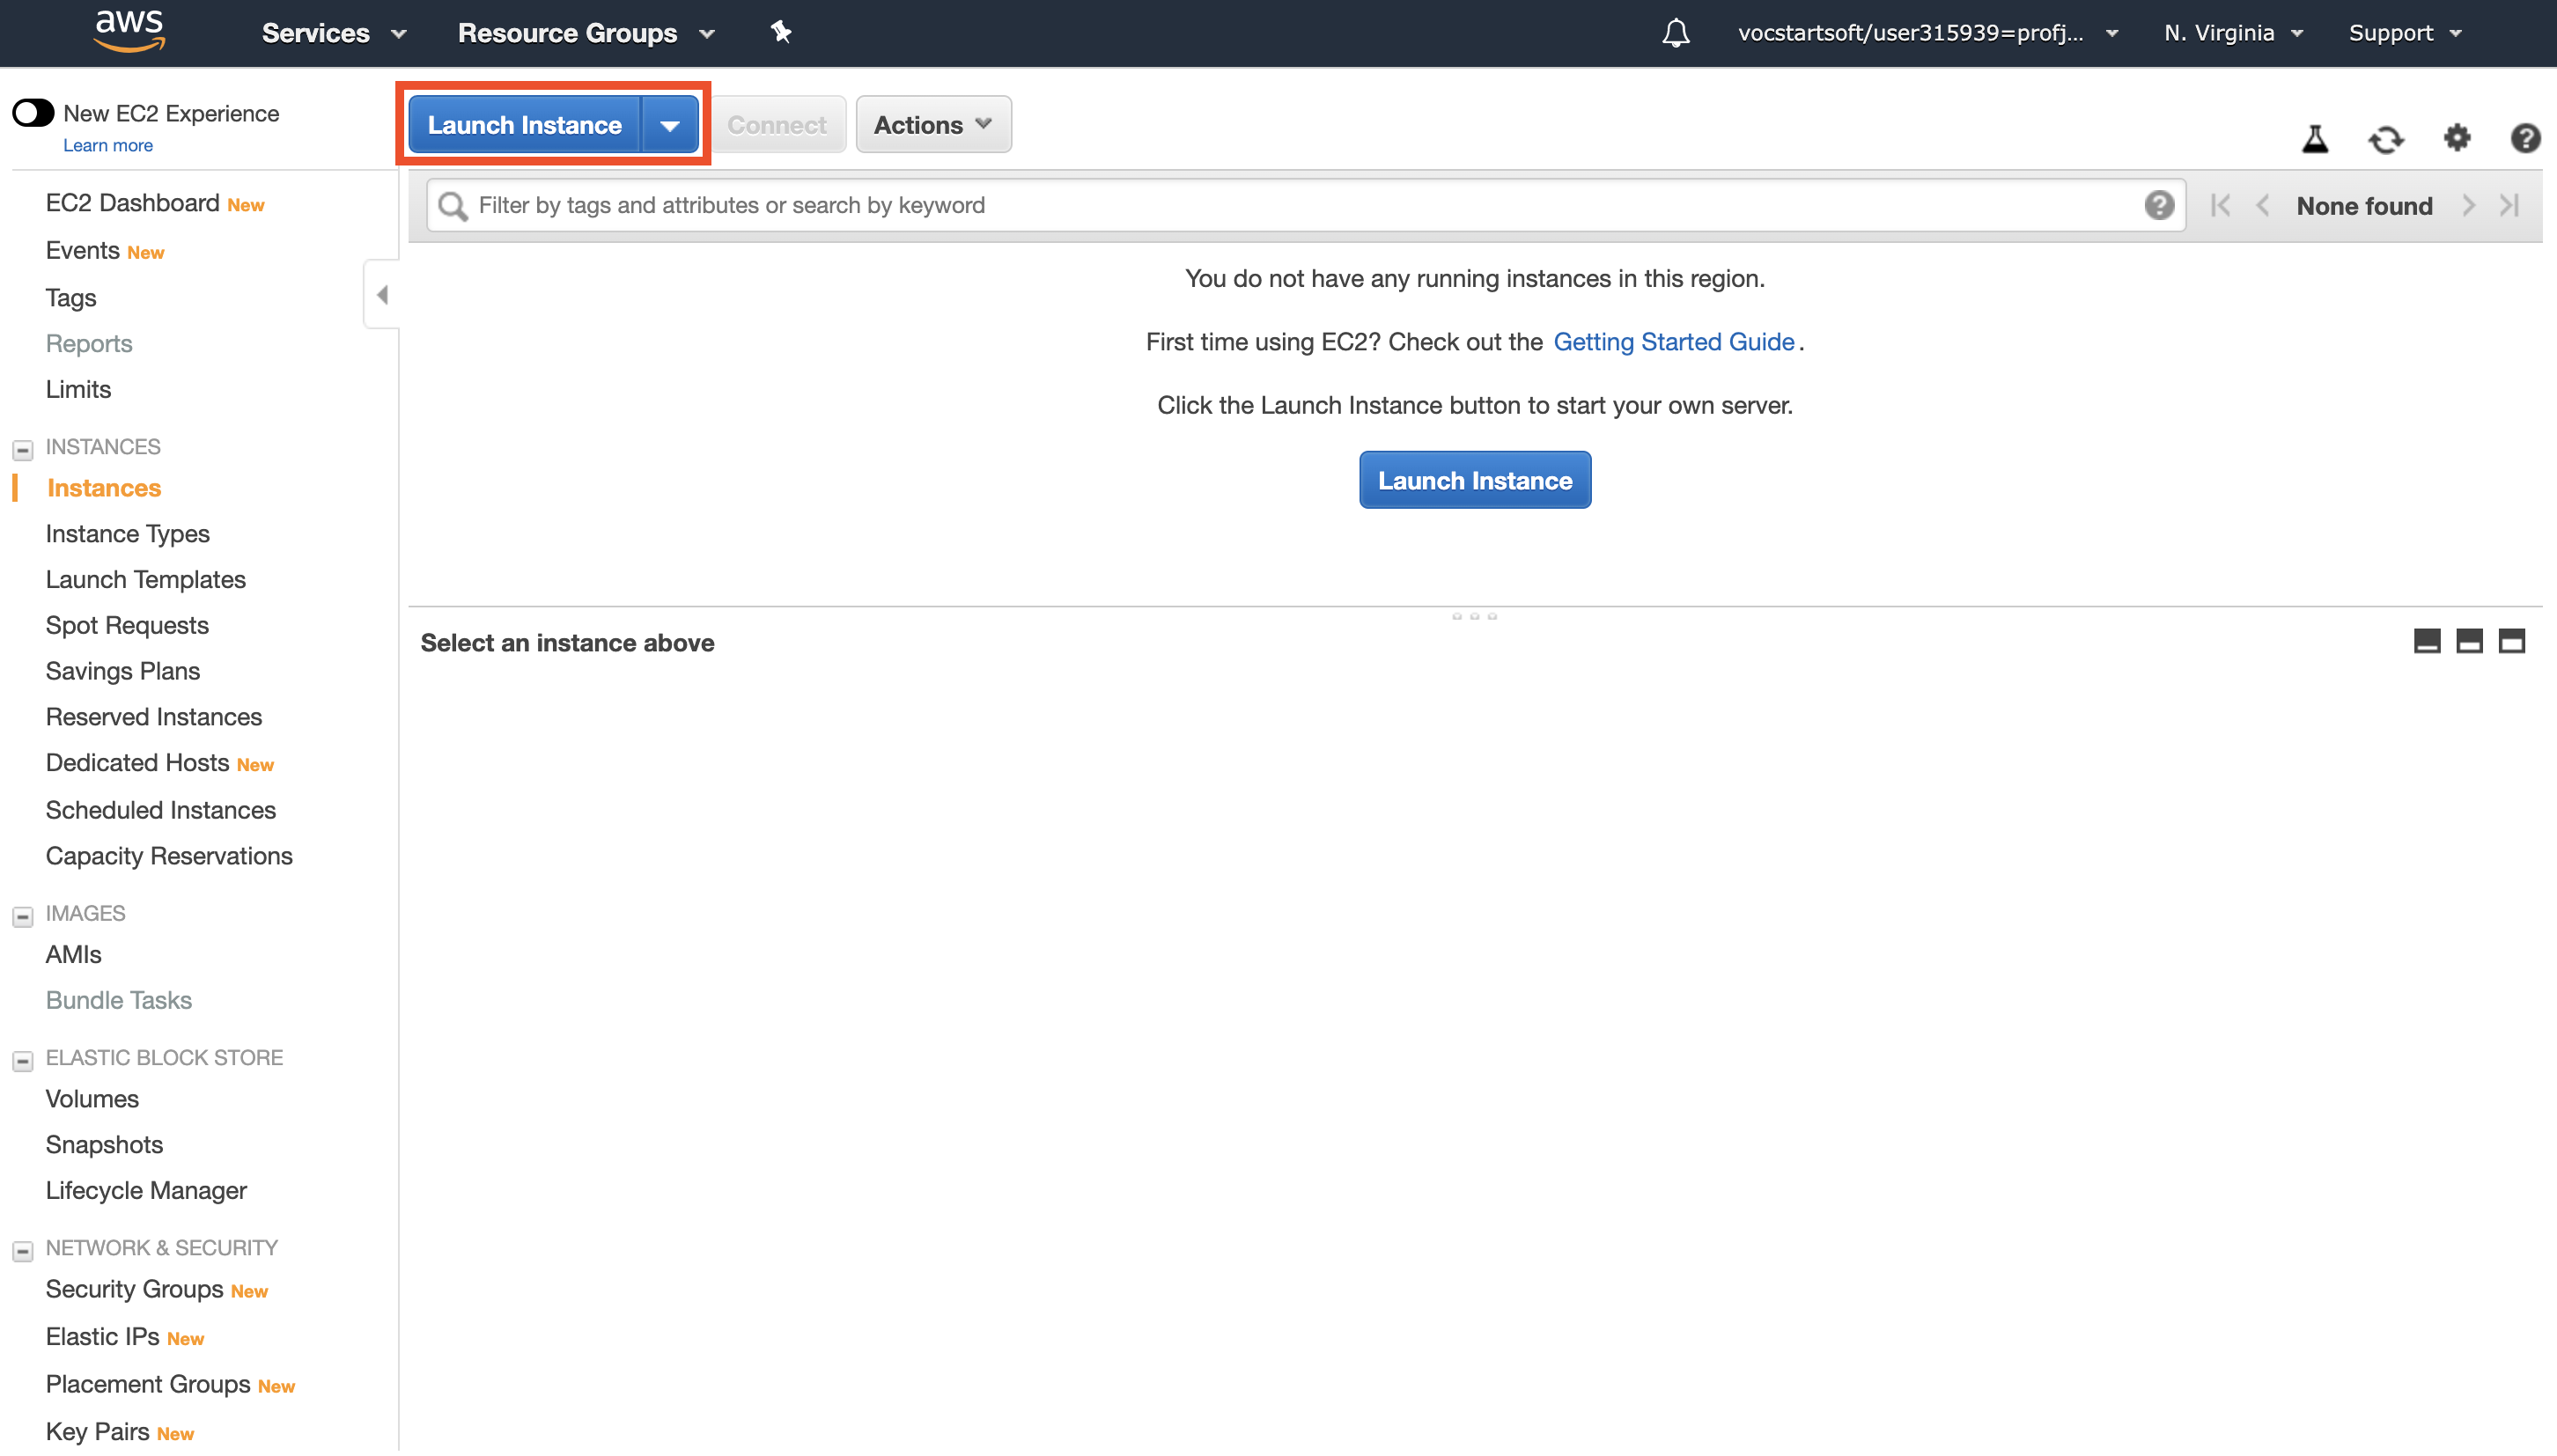 aws
Services
Resource Groups
vocstartsoft/user315939=profj...
N. Virginia
Support
New EC2 Experience
Learn more
Launch Instance
Connect
Actions
Filter by tags and attributes or search by keyword
None found
EC2 Dashboard New
Events New
Tags
Reports
Limits
INSTANCES
Instances
Instance Types
Launch Templates
Spot Requests
Savings Plans
Reserved Instances
Dedicated Hosts New
Scheduled Instances
Capacity Reservations
IMAGES
AMIs
Bundle Tasks
ELASTIC BLOCK STORE
Volumes
Snapshots
Lifecycle Manager
NETWORK & SECURITY
Security Groups New
Elastic IPs New
Placement Groups New
Key Pairs New
You do not have any running instances in this region.
First time using EC2? Check out the Getting Started Guide.
Click the Launch Instance button to start your own server.
Launch Instance
Select an instance above